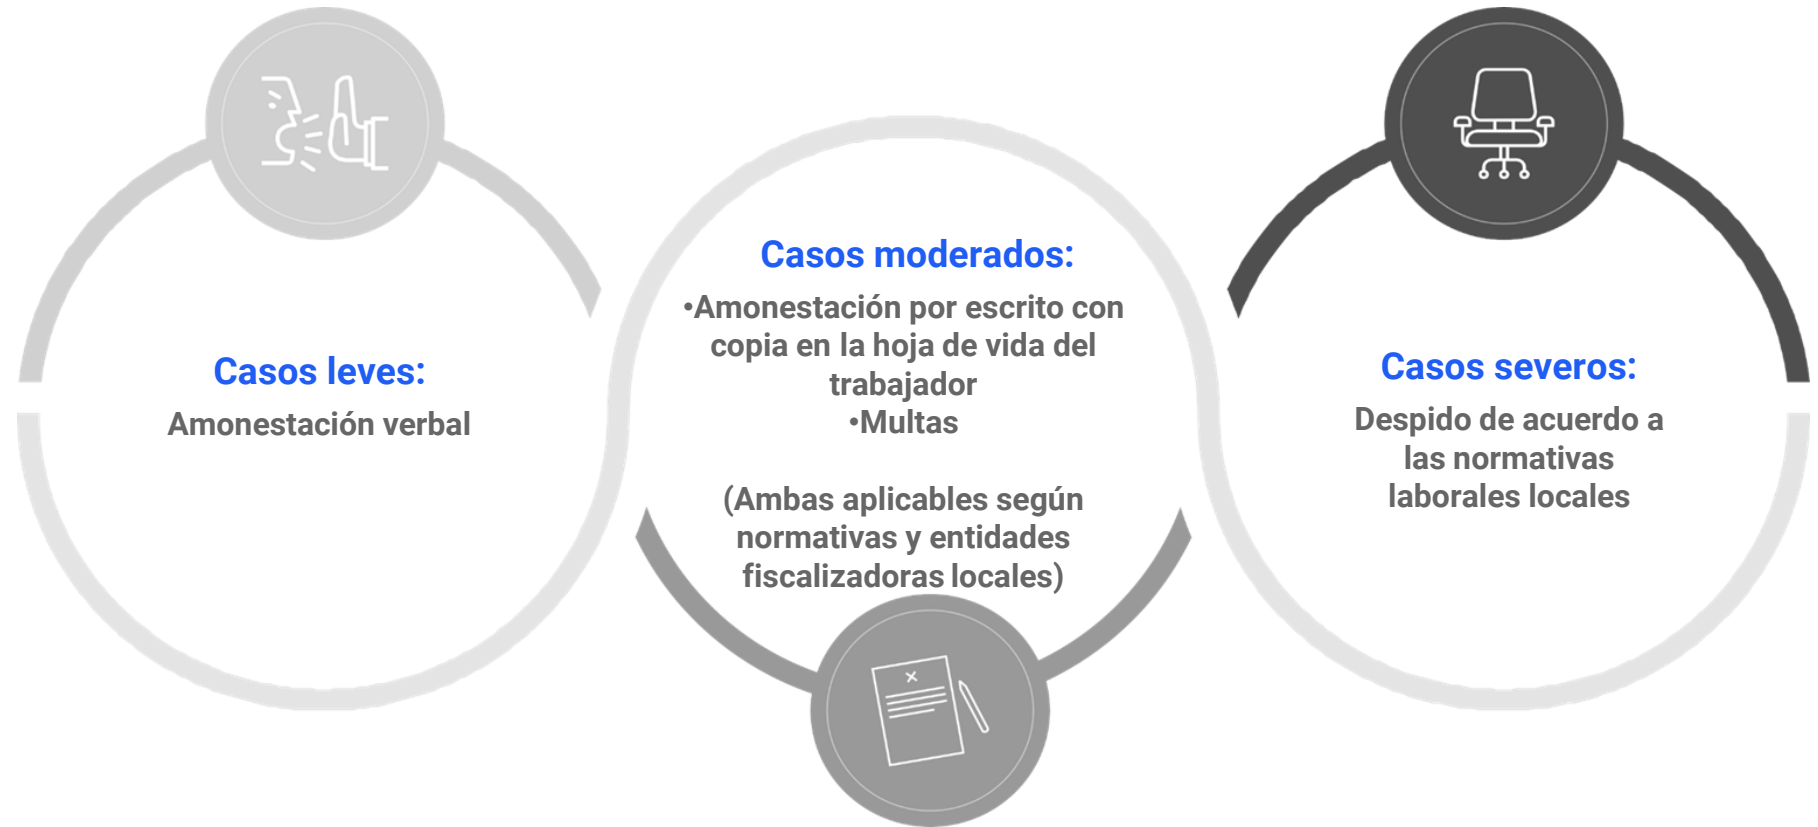 Casos leves:
Amonestación verbal
Casos moderados:
•Amonestación por escrito con
copia en la hoja de vida del
trabajador
•Multas
(Ambas aplicables según
normativas y entidades
fiscalizadoras locales)
Casos severos:
Despido de acuerdo a
las normativas
laborales locales